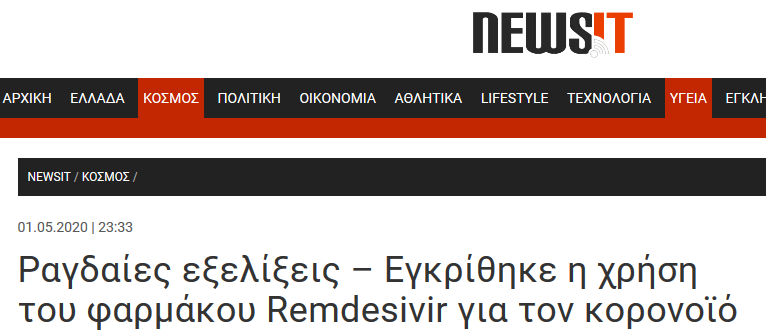 NEWSIT
ΑΡΧΙΚΗ ΕΛΛΑΔΑ ΚΟΣΜΟΣ ΠΟΛΙΤΙΚΗ ΟΙΚΟΝΟΜΙΑ ΑΘΛΗΤΙΚΑ LIFESTYLE ΤΕΧΝΟΛΟΓΙΑ ΥΓΕΙΑ ΕΓΚΛΗ
NEWSIT / ΚΟΣΜΟΣ /
01.05.2020 | 23:33
Ραγδαίες εξελίξεις – Εγκρίθηκε η χρήση
του φαρμάκου Remdesivir για τον κορονοϊό